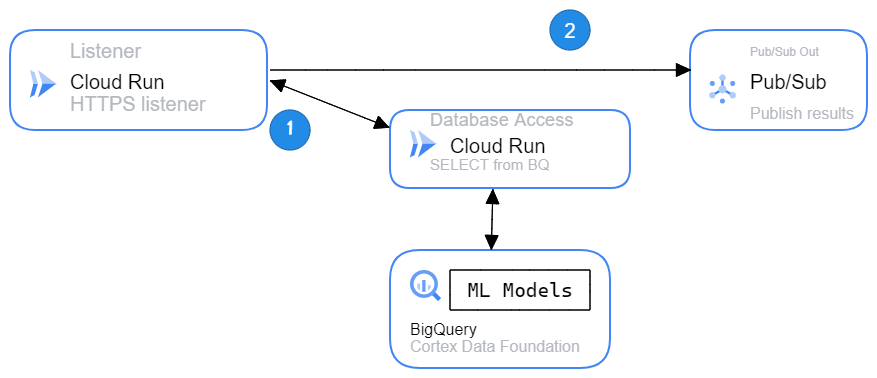 Listener
Cloud Run
HTTPS listener
1
2
Pub/Sub Out
Pub/Sub
Publish results
Database Access
Cloud Run
SELECT from BQ
ML Models
BigQuery
Cortex Data Foundation